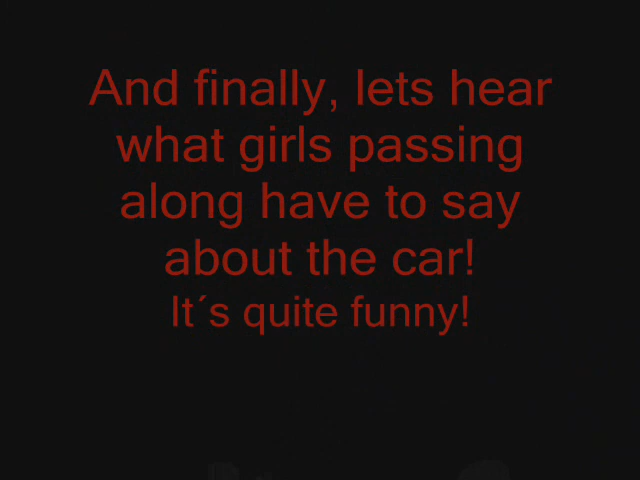 And finally, lets hear
what girls passing
along have to say
about the car!
It´s quite funny!